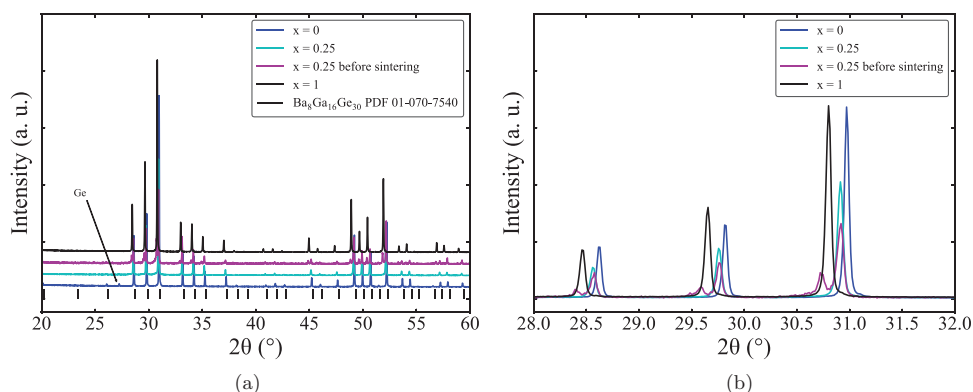 Intensity (a. u.)
x = 0
x = 0.25
x = 0.25 before sintering
x = 1
Ba₈Ga₁₆Ge₃₀ PDF 01-070-7540
Ge
20 25 30 35 40 45 50 55 60
2θ (°)
(a)
Intensity (a. u.)
x = 0
x = 0.25
x = 0.25 before sintering
x = 1
28.0 28.5 29.0 29.5 30.0 30.5 31.0 31.5 32.0
2θ (°)
(b)